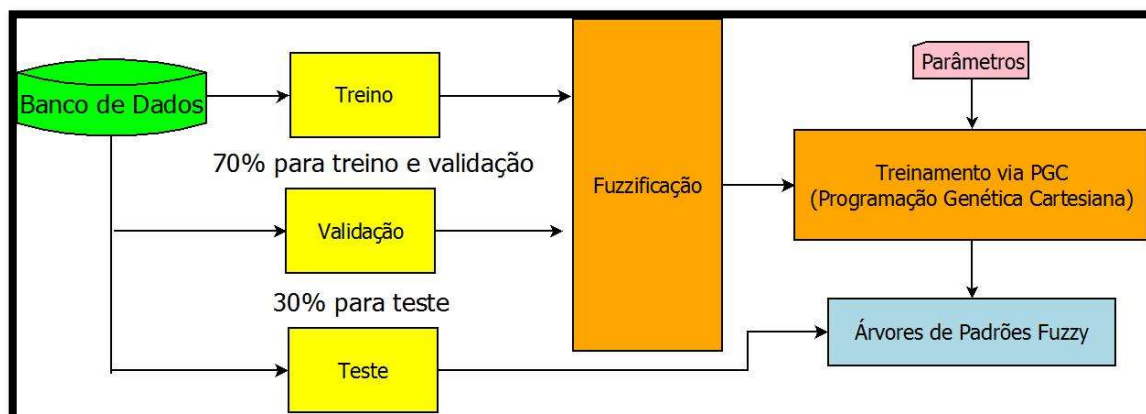 Banco de Dados
Treino
70% para treino e validação
Validação
30% para teste
Teste
Fuzzificação
Parâmetros
Treinamento via PGC
(Programação Genética Cartesiana)
Árvores de Padrões Fuzzy